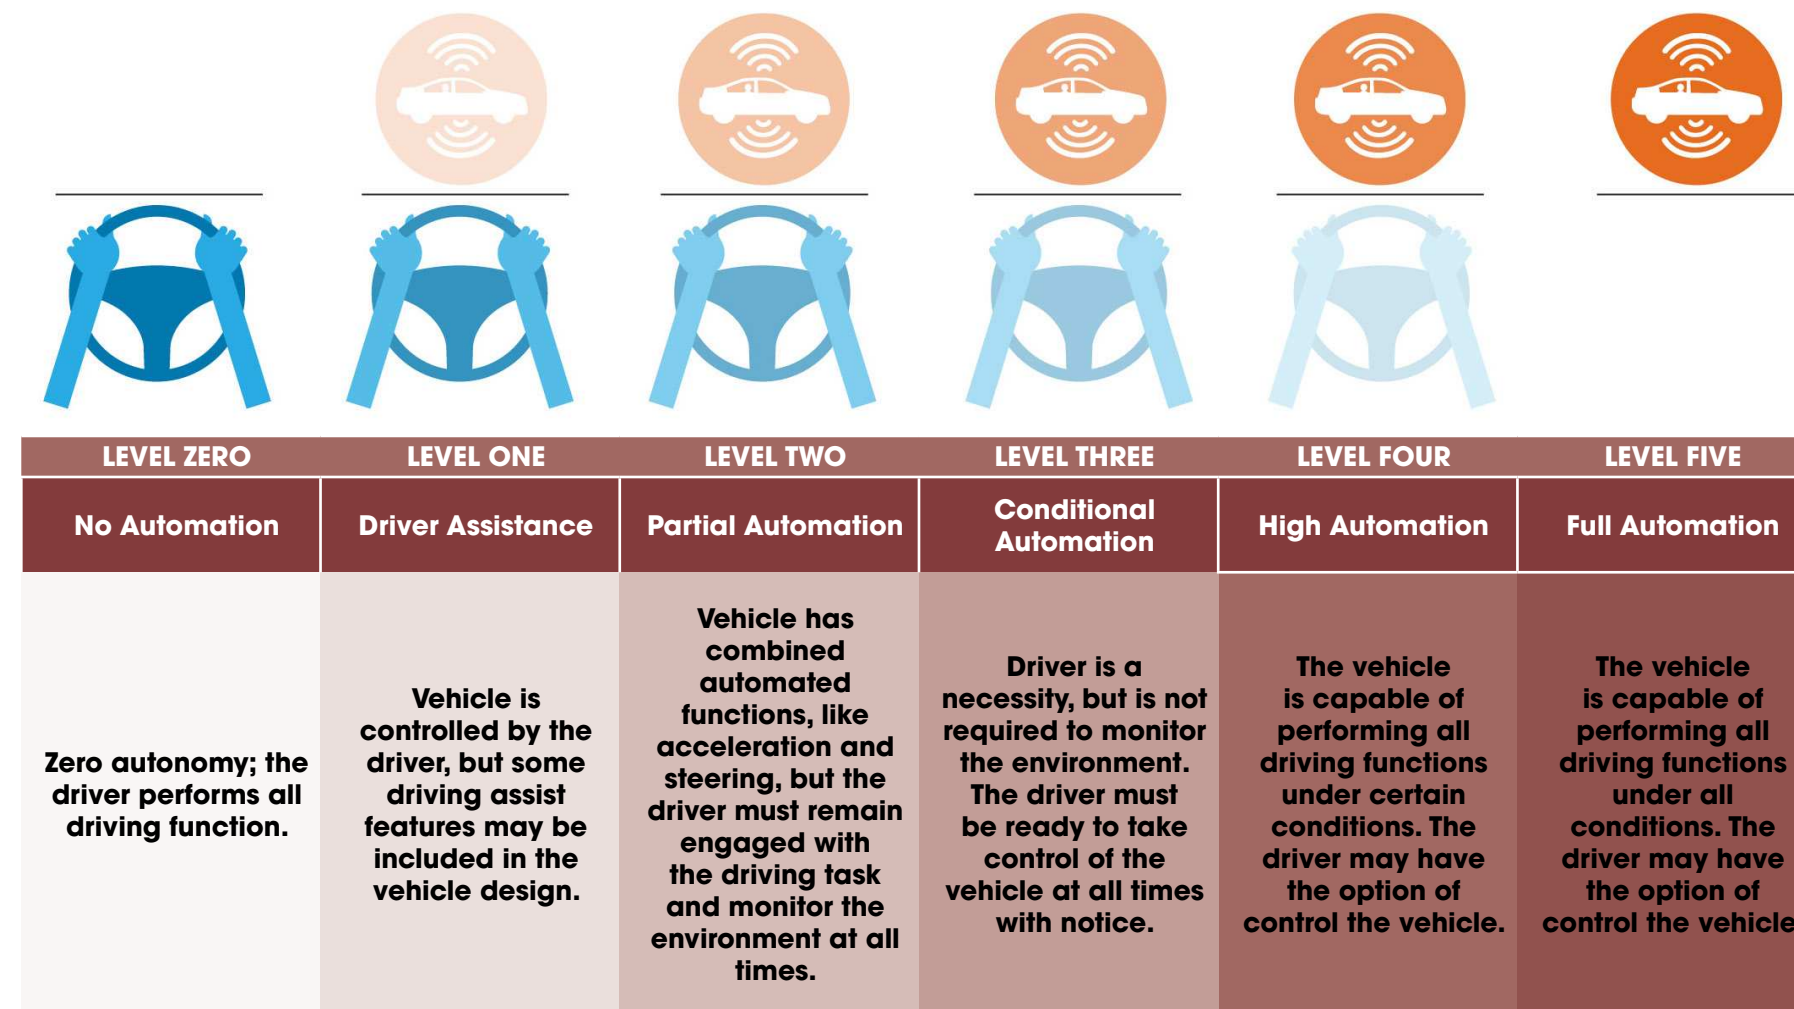 LEVEL ZERO
LEVEL ONE
LEVEL TWO
LEVEL THREE
LEVEL FOUR
LEVEL FIVE
No Automation
Driver Assistance
Partial Automation
Conditional
Automation
High Automation
Full Automation
Zero autonomy; the
driver performs all
driving function.
Vehicle is
controlled by the
driver, but some
driving assist
features may be
included in the
vehicle design.
Vehicle has
combined
automated
functions, like
acceleration and
steering, but the
driver must remain
engaged with
the driving task
and monitor the
environment at all
times.
Driver is a
necessity, but is not
required to monitor
the environment.
The driver must
be ready to take
control of the
vehicle at all times
with notice.
The vehicle
is capable of
performing all
driving functions
under certain
conditions. The
driver may have
the option of
control the vehicle.
The vehicle
is capable of
performing all
driving functions
under all
conditions. The
driver may have
the option of
control the vehicle